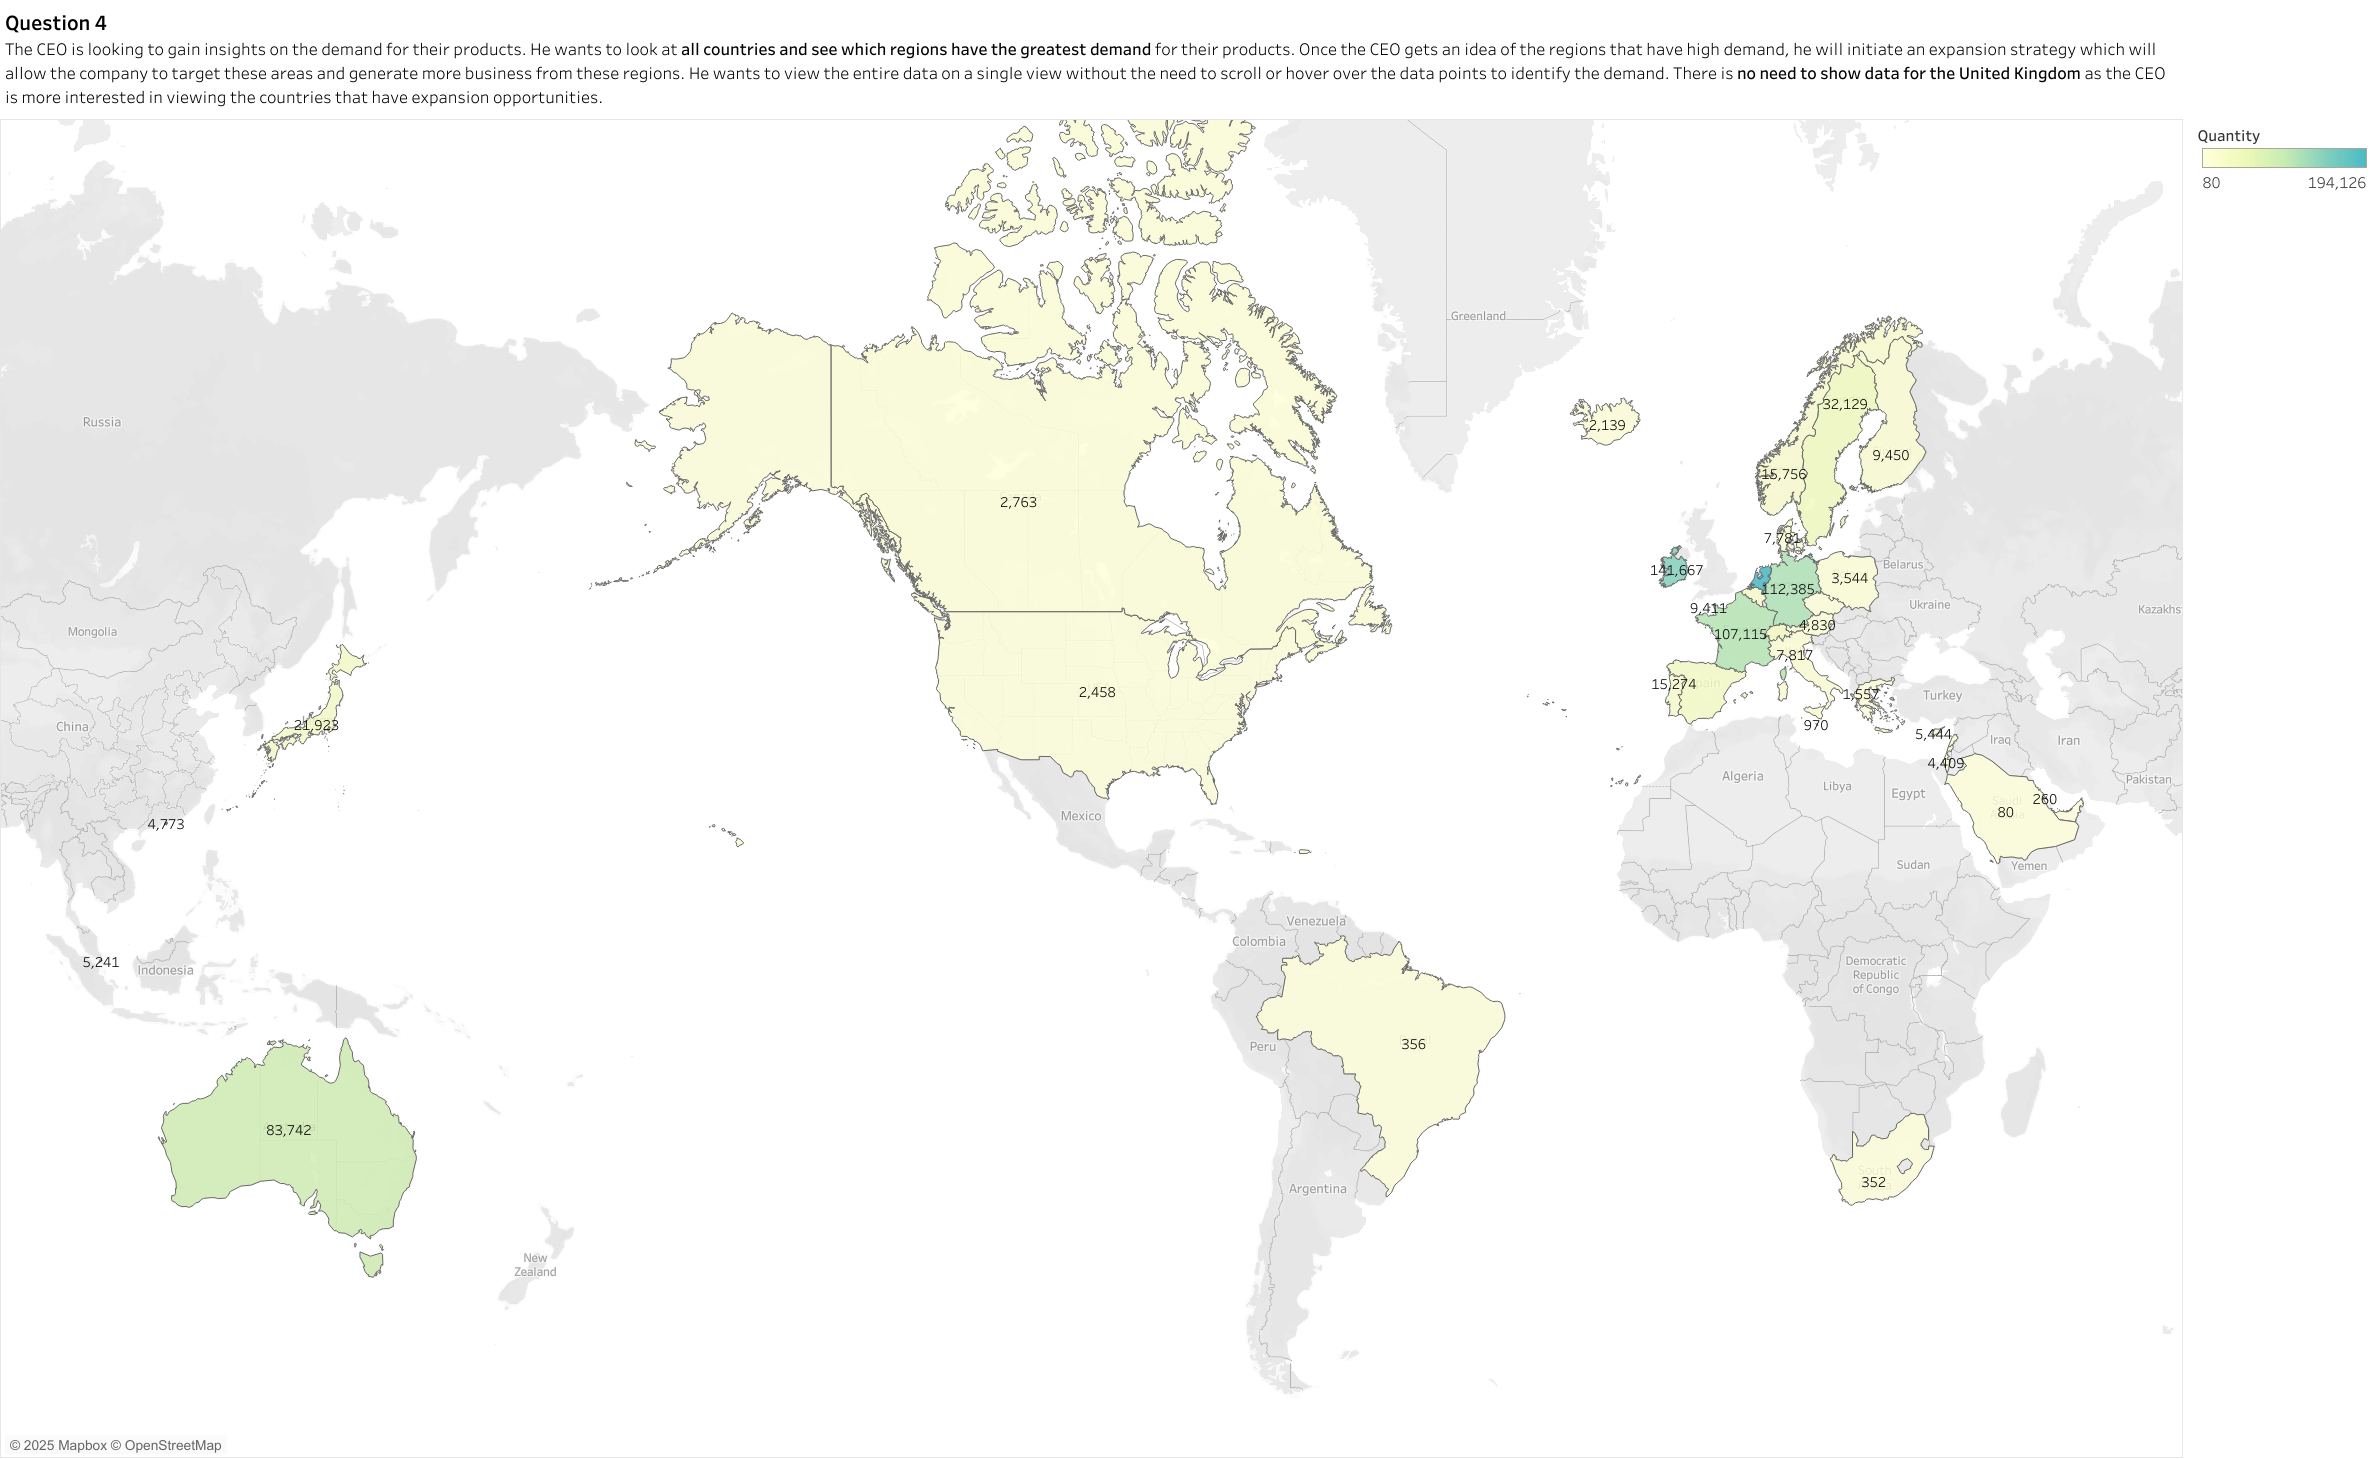 Question 4
The CEO is looking to gain insights on the demand for their products. He wants to look at all countries and see which regions have the greatest demand for their products. Once the CEO gets an idea of the regions that have high demand, he will initiate an expansion strategy which will
allow the company to target these areas and generate more business from these regions. He wants to view the entire data on a single view without the need to scroll or hover over the data points to identify the demand. There is no need to show data for the United Kingdom as the CEO
is more interested in viewing the countries that have expansion opportunities.
Quantity
80 194,126
Greenland
Russia
32,129
2,139
9,450
15,756
2,763
7,781
141,667
Belarus
3,544
112,385
Ukraine
9,411
Kazakhs
Mongolia
4,830
107,115
7,817
15,274
2,458
1,557
Turkey
China
21,923
970
5,444
Iraq
Iran
4,409
Algeria
Libya
Egypt
Pakistan
260
80
Mexico
4,773
Sudan
Yemen
Venezuela
Colombia
5,241
Indonesia
Democratic
Republic
of Congo
356
Peru
83,742
South
352
Argentina
New
Zealand
© 2025 Mapbox © OpenStreetMap